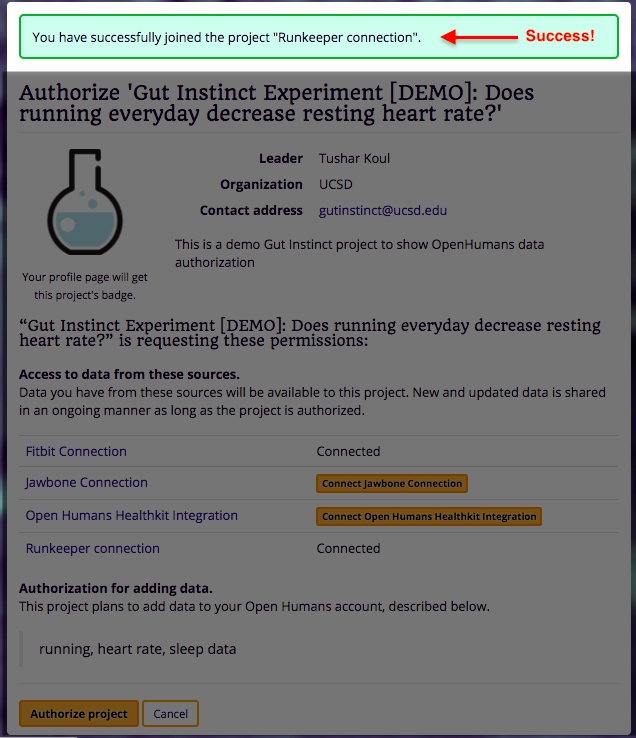 You have successfully joined the project "Runkeeper connection".
Success!
Authorize 'Gut Instinct Experiment [DEMO]: Does
running everyday decrease resting heart rate?'
Leader Tushar Koul
Organization UCSD
Contact address gutinstinct@ucsd.edu
This is a demo Gut Instinct project to show OpenHumans data
authorization
Your profile page will get
this project's badge.
“Gut Instinct Experiment [DEMO]: Does running everyday decrease resting
heart rate?” is requesting these permissions:
Access to data from these sources.
Data you have from these sources will be available to this project. New and updated data is shared
in an ongoing manner as long as the project is authorized.
Fitbit Connection Connected
Jawbone Connection Connect Jawbone Connection
Open Humans Healthkit Integration Connect Open Humans Healthkit Integration
Runkeeper connection Connected
Authorization for adding data.
This project plans to add data to your Open Humans account, described below.
running, heart rate, sleep data
Authorize project Cancel